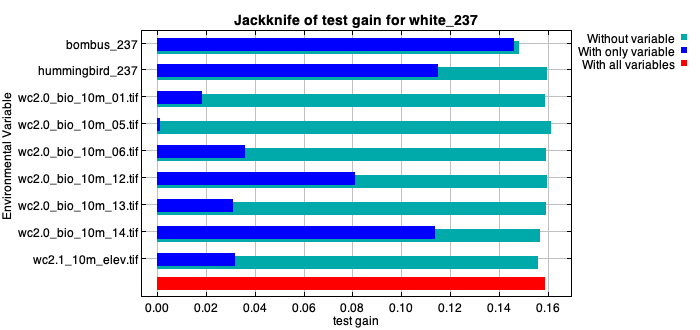 Jackknife of test gain for white_237
Without variable
With only variable
With all variables
Environmental Variable
bombus_237
hummingbird_237
wc2.0_bio_10m_01.tif
wc2.0_bio_10m_05.tif
wc2.0_bio_10m_06.tif
wc2.0_bio_10m_12.tif
wc2.0_bio_10m_13.tif
wc2.0_bio_10m_14.tif
wc2.1_10m_elev.tif
0.00 0.02 0.04 0.06 0.08 0.10 0.12 0.14 0.16
test gain